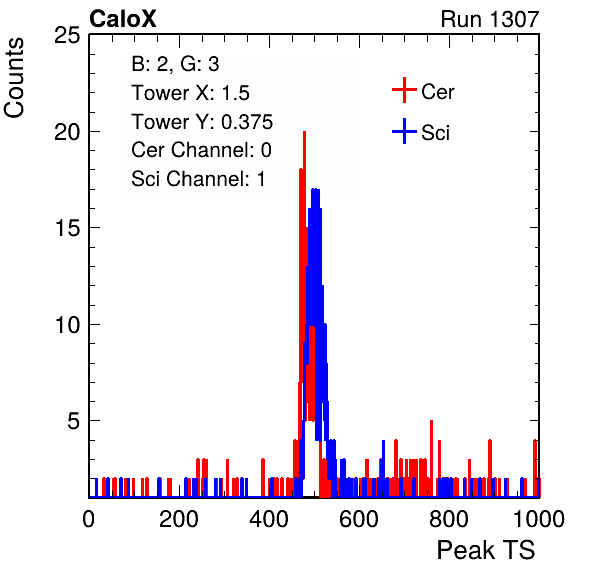 CaloX Run 1307
Counts
25
20
15
10
5
B: 2, G: 3
Tower X: 1.5
Tower Y: 0.375
Cer Channel: 0
Sci Channel: 1
Cer
Sci
0 200 400 600 800 1000
Peak TS